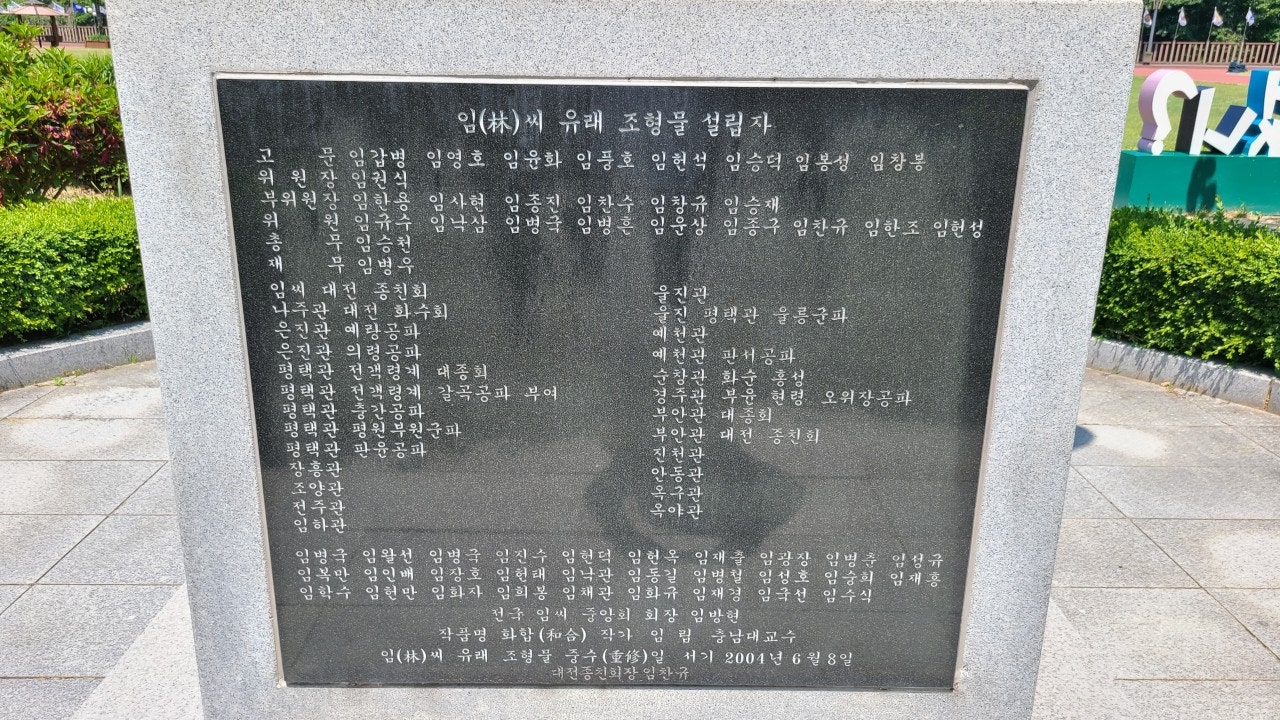 임(林)씨 유래 조형물 설립자
고 문 임갑병 임영호 임윤화 임풍호 임헌석 임승덕 임봉성 임창봉
위 원 장 임권식
부위원장 임한용 임사현 임종진 임찬수 임창규 임승재
위 원 임규수 임낙삼 임병국 임병흔 임운상 임종구 임찬규 임한조 임헌성
총 무 임승천
재 무 임병우
임씨 대전 종친회
나주관 대전 화수회
은진관 예랑공파
은진관 의령공파
평택관 전객령계 대종회
평택관 전객령계 갈곡공파 부여
평택관 충간공파
평택관 평원부원군파
평택관 판윤공파
장흥관
조양관
전주관
임하관
울진관
울진 평택관 울릉군파
예천관
예천관 판서공파
순창관 화순 홍성
경주관 부윤 현령 오위장공파
부안관 대종회
부안관 대전 종친회
진천관
안동관
옥구관
옥야관
임병국 임왈선 임병국 임진수 임헌덕 임헌옥 임재출 임광장 임병춘 임성규
임복만 임인배 임장호 임헌태 임낙관 임동길 임병철 임성호 임승희 임재흥
임학수 임헌만 임화자 임희봉 임채관 임화규 임재경 임국선 임수식
전국 임씨 중앙회 회장 임방현
작품명 화합(和合) 작가 임 립 충남대교수
임(林)씨 유래 조형물 중수(重修)일 서기 2004년 6월 8일
대전종친회장 임찬규